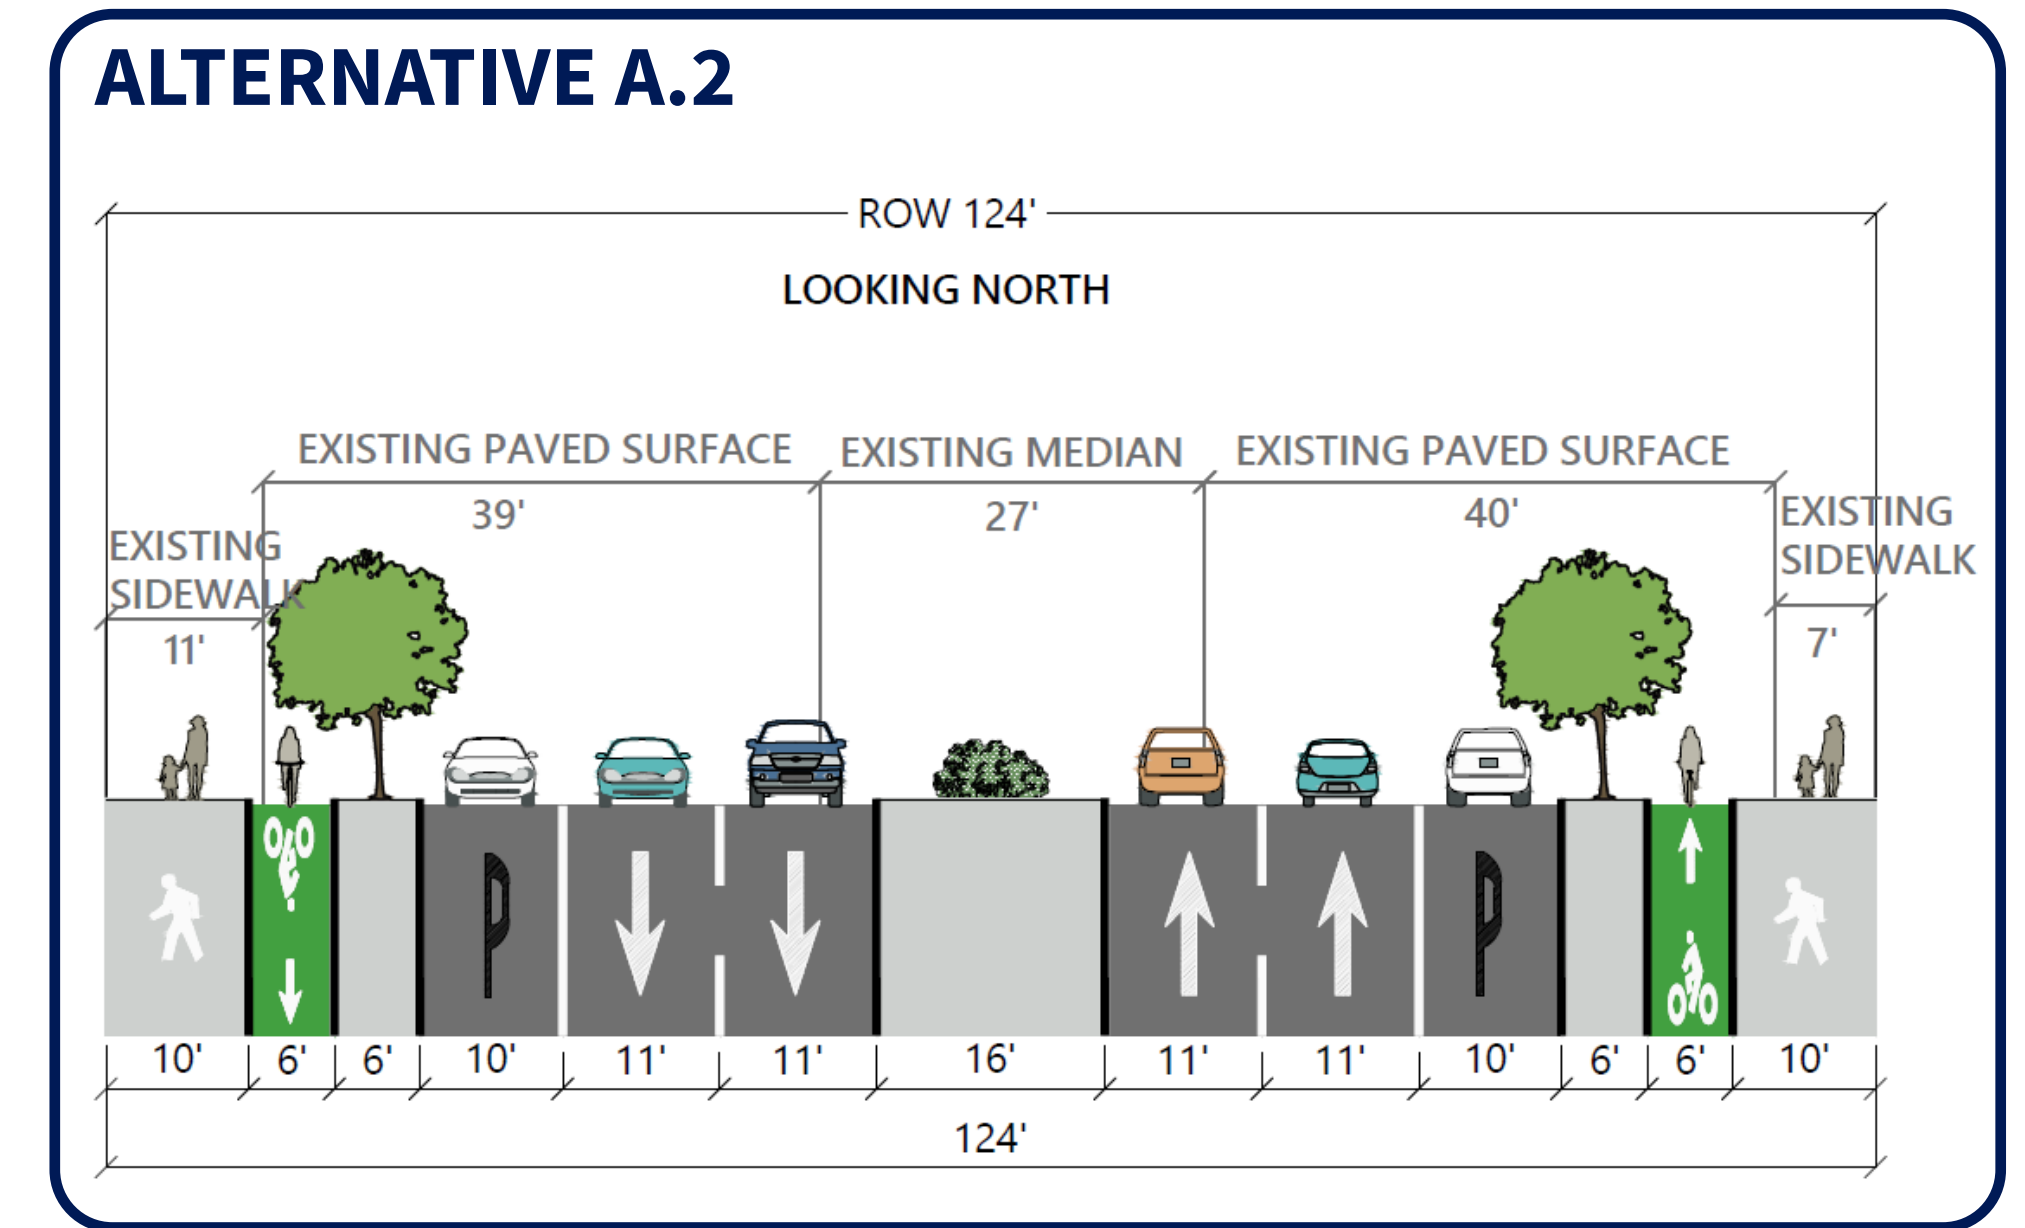 ALTERNATIVE A.2
ROW 124'
LOOKING NORTH
EXISTING PAVED SURFACE
EXISTING MEDIAN
EXISTING PAVED SURFACE
39'
27'
40'
EXISTING
SIDEWALK
11'
EXISTING
SIDEWALK
7'
P
P
10' 6' 6' 10' 11' 11' 16' 11' 11' 10' 6' 6' 10'
124'